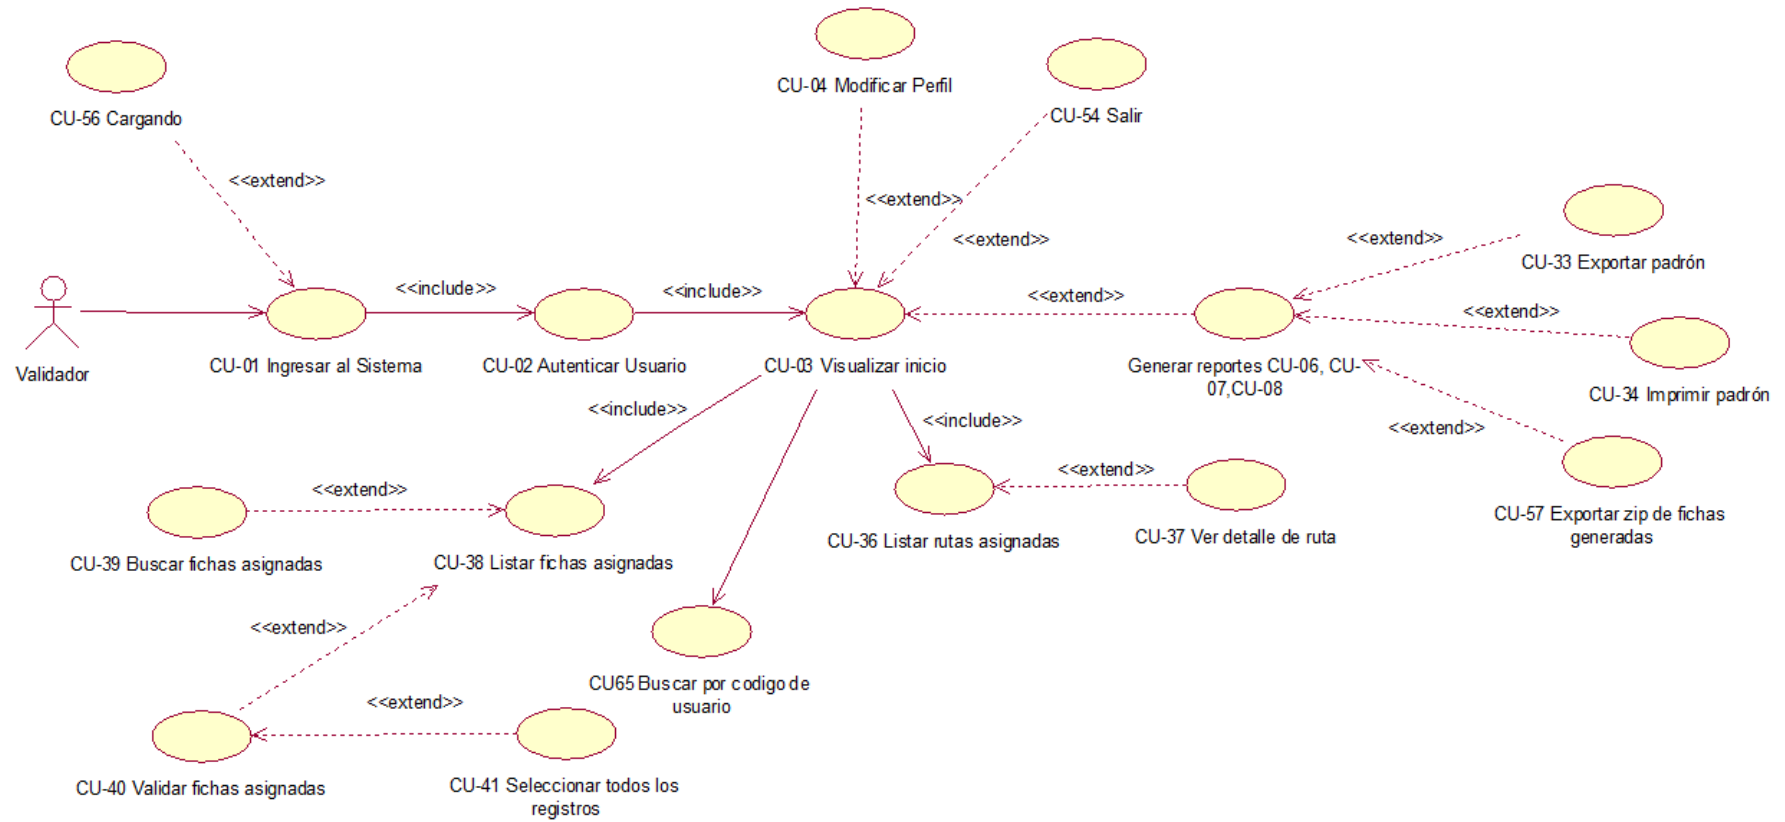 CU-04 Modificar Perfil
CU-54 Salir
CU-56 Cargando
<<extend>>
<<extend>>
<<extend>>
<<extend>>
CU-33 Exportar padrón
<<include>>
<<include>>
<<extend>>
<<extend>>
Validador
CU-01 Ingresar al Sistema
CU-02 Autenticar Usuario
CU-03 Visualizar inicio
Generar reportes CU-06, CU-
07,CU-08
CU-34 Imprimir padrón
<<include>>
<<include>>
<<extend>>
<<extend>>
<<extend>>
CU-39 Buscar fichas asignadas
CU-38 Listar fichas asignadas
CU-36 Listar rutas asignadas
CU-37 Ver detalle de ruta
CU-57 Exportar zip de fichas
generadas
<<extend>>
CU65 Buscar por codigo de
usuario
<<extend>>
CU-40 Validar fichas asignadas
CU-41 Seleccionar todos los
registros